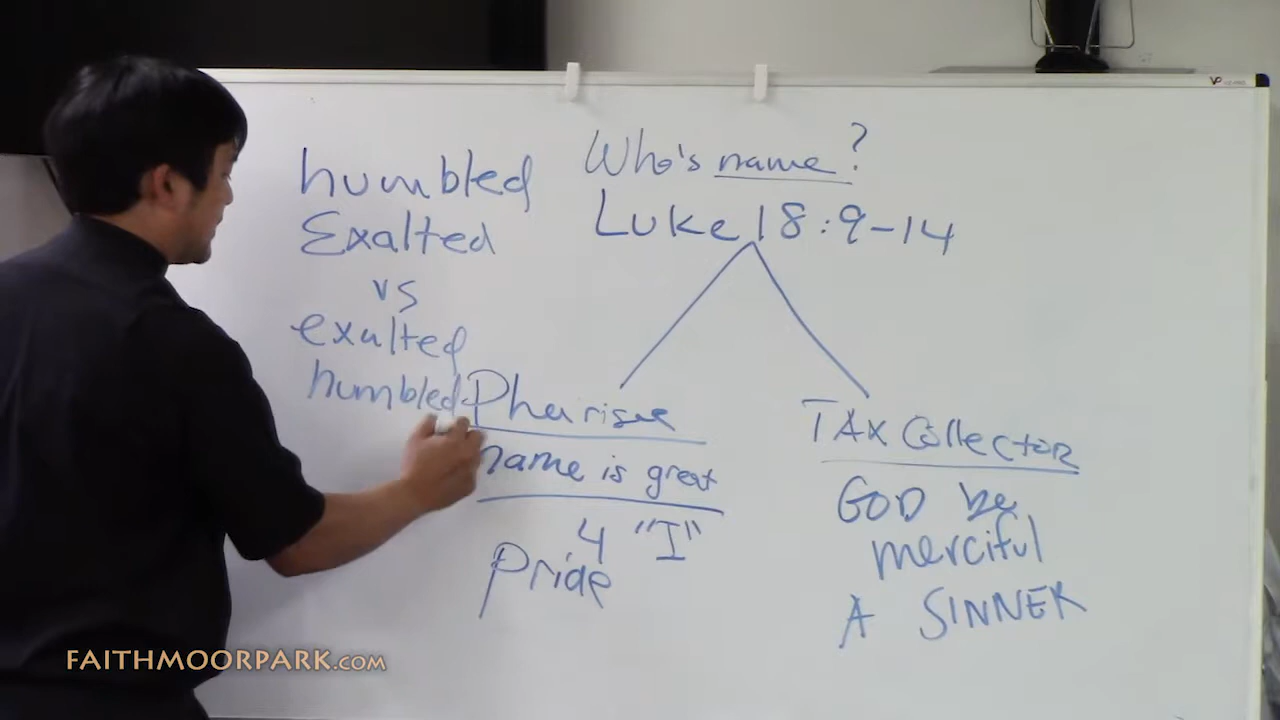 humbled
Exalted
vs
exalted
humbled
Who's name?
Luke 18:9-14
Pharisee
name is great
4 "I"
Pride
TAx Collector
GOD be
merciful
A SINNER
FAITHMOORPARK.COM